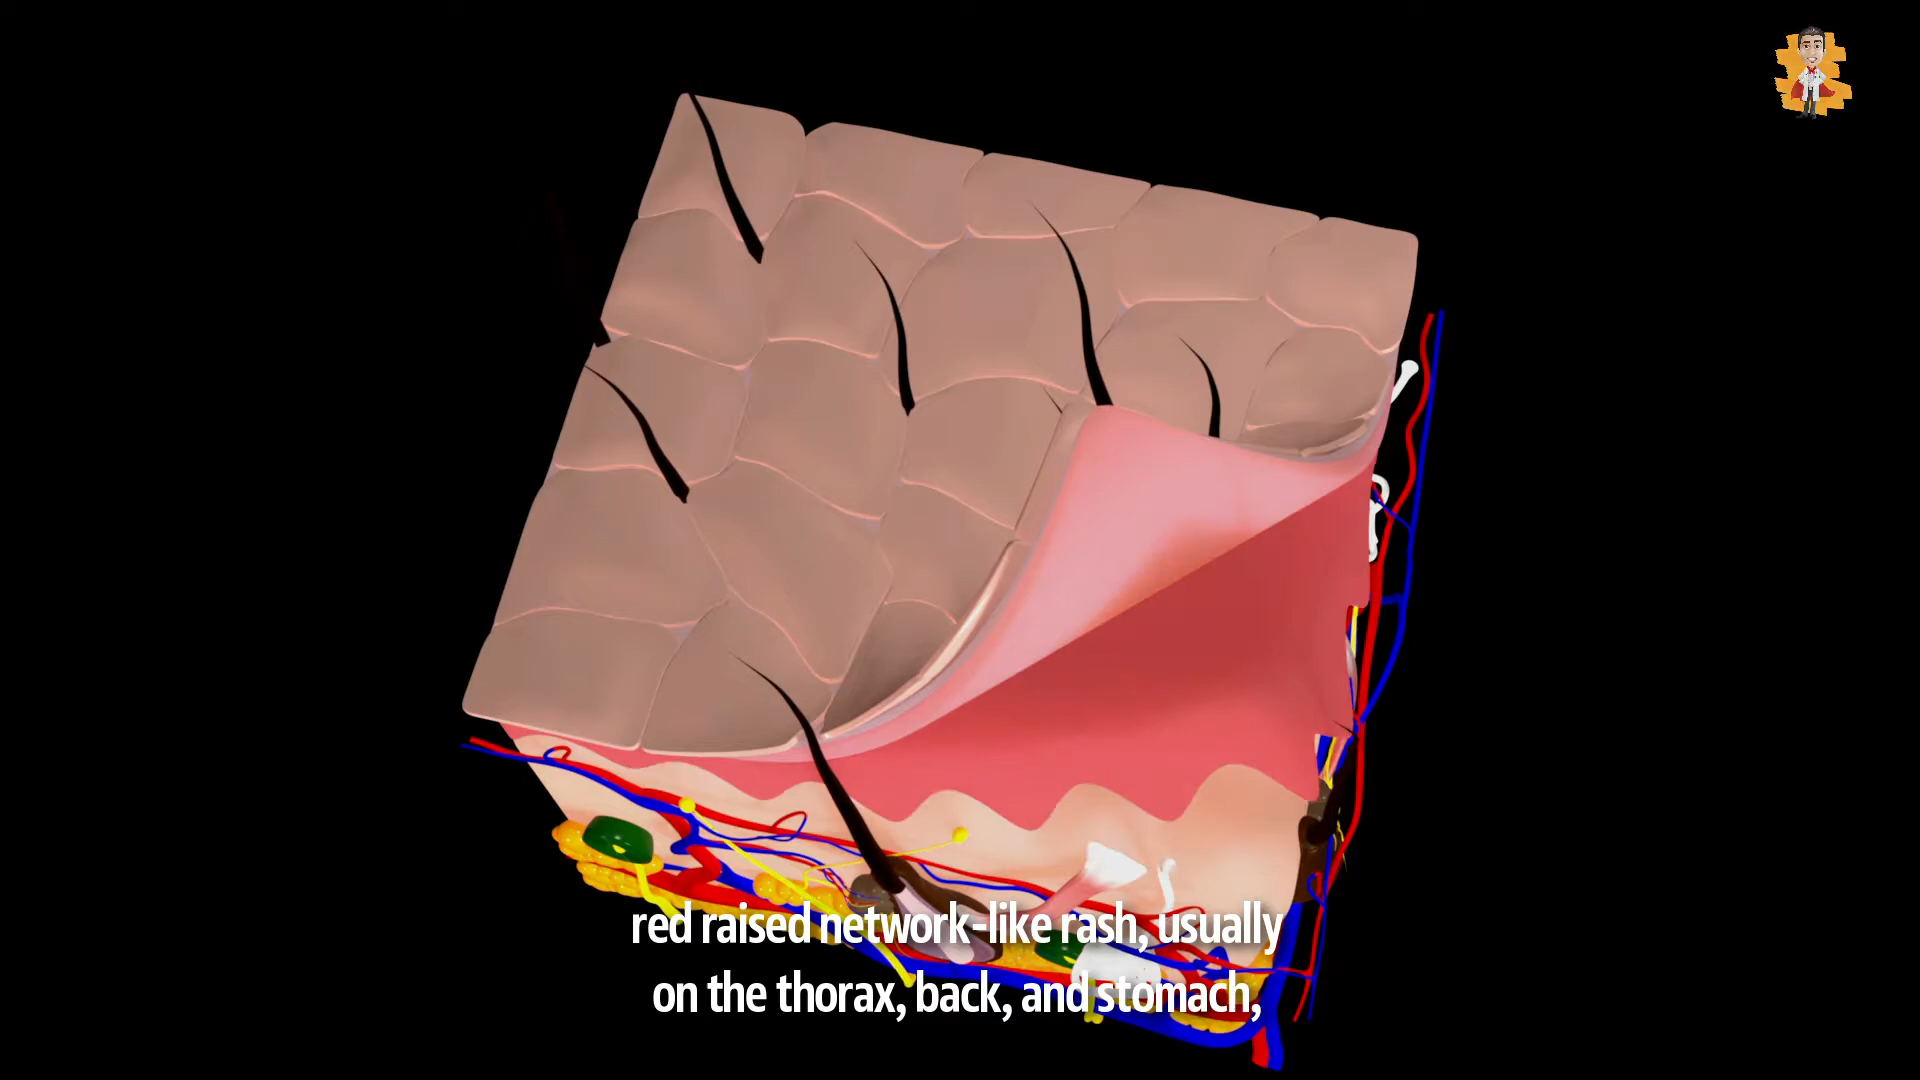 red raised network-like rash, usually
on the thorax, back, and stomach,